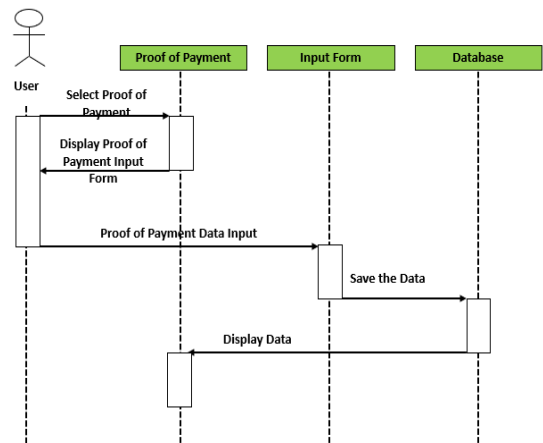 Proof of Payment
Input Form
Database
User
Select Proof of
Payment
Display Proof of
Payment Input
Form
Proof of Payment Data Input
Save the Data
Display Data